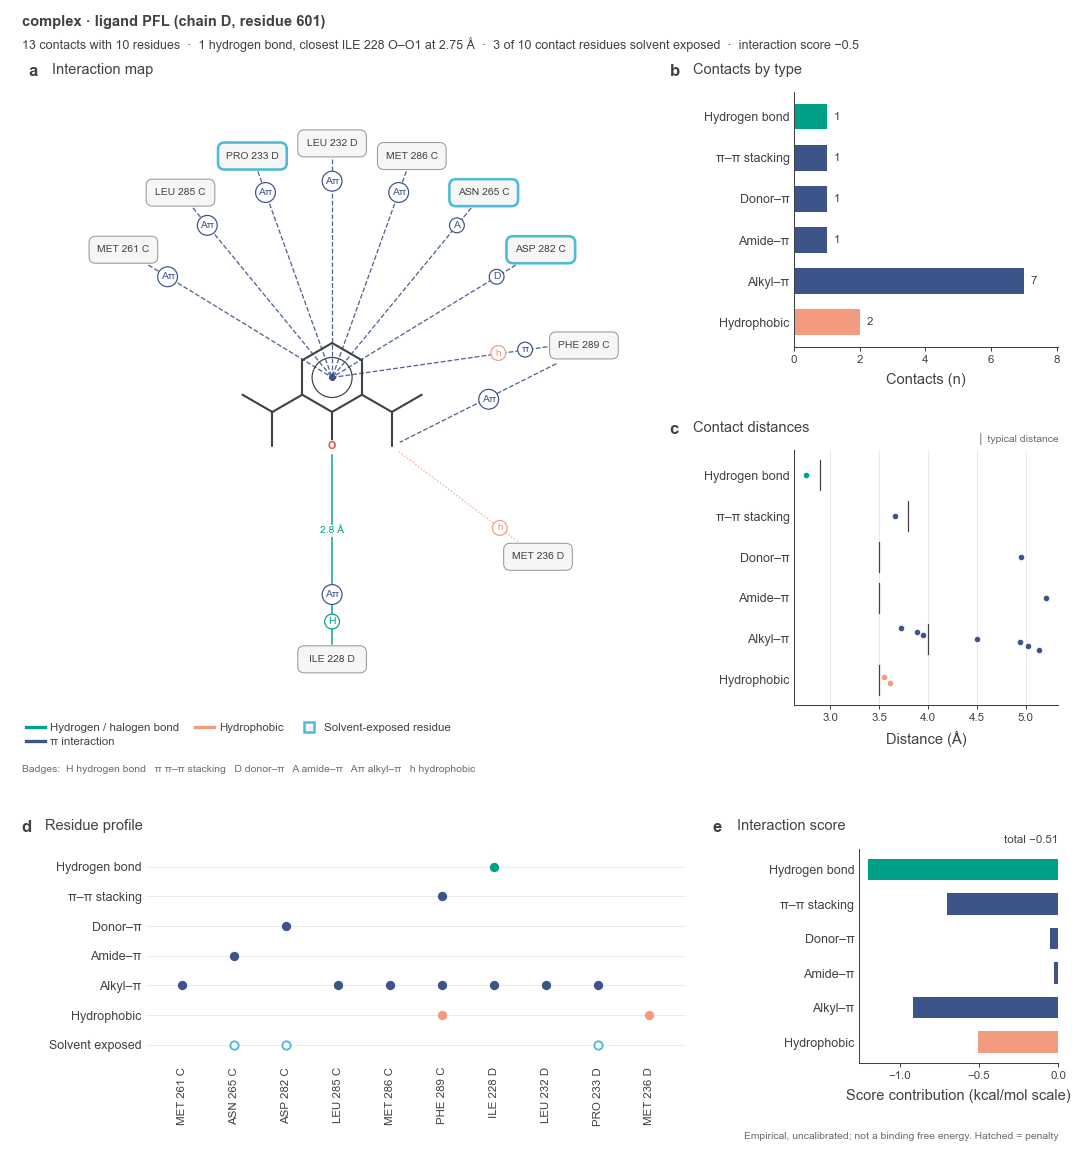 complex · ligand PFL (chain D, residue 601)
13 contacts with 10 residues · 1 hydrogen bond, closest ILE 228 O–O1 at 2.75 Å · 3 of 10 contact residues solvent exposed · interaction score −0.5
a Interaction map
LEU 232 D
PRO 233 D
MET 286 C
LEU 285 C
ASN 265 C
MET 261 C
ASP 282 C
PHE 289 C
Aπ
Aπ
Aπ
Aπ
A
Aπ
D
h
π
Aπ
O
2.8 Å
h
MET 236 D
Aπ
H
ILE 228 D
Hydrogen / halogen bond
Hydrophobic
Solvent-exposed residue
π interaction
Badges: H hydrogen bond π π–π stacking D donor–π A amide–π Aπ alkyl–π h hydrophobic
b Contacts by type
Hydrogen bond 1
π–π stacking 1
Donor–π 1
Amide–π 1
Alkyl–π 7
Hydrophobic 2
0 2 4 6 8
Contacts (n)
c Contact distances
typical distance
Hydrogen bond
π–π stacking
Donor–π
Amide–π
Alkyl–π
Hydrophobic
3.0 3.5 4.0 4.5 5.0
Distance (Å)
d Residue profile
Hydrogen bond
π–π stacking
Donor–π
Amide–π
Alkyl–π
Hydrophobic
Solvent exposed
MET 261 C
ASN 265 C
ASP 282 C
LEU 285 C
MET 286 C
PHE 289 C
ILE 228 D
LEU 232 D
PRO 233 D
MET 236 D
e Interaction score
total −0.51
Hydrogen bond
π–π stacking
Donor–π
Amide–π
Alkyl–π
Hydrophobic
−1.0 −0.5 0.0
Score contribution (kcal/mol scale)
Empirical, uncalibrated; not a binding free energy. Hatched = penalty